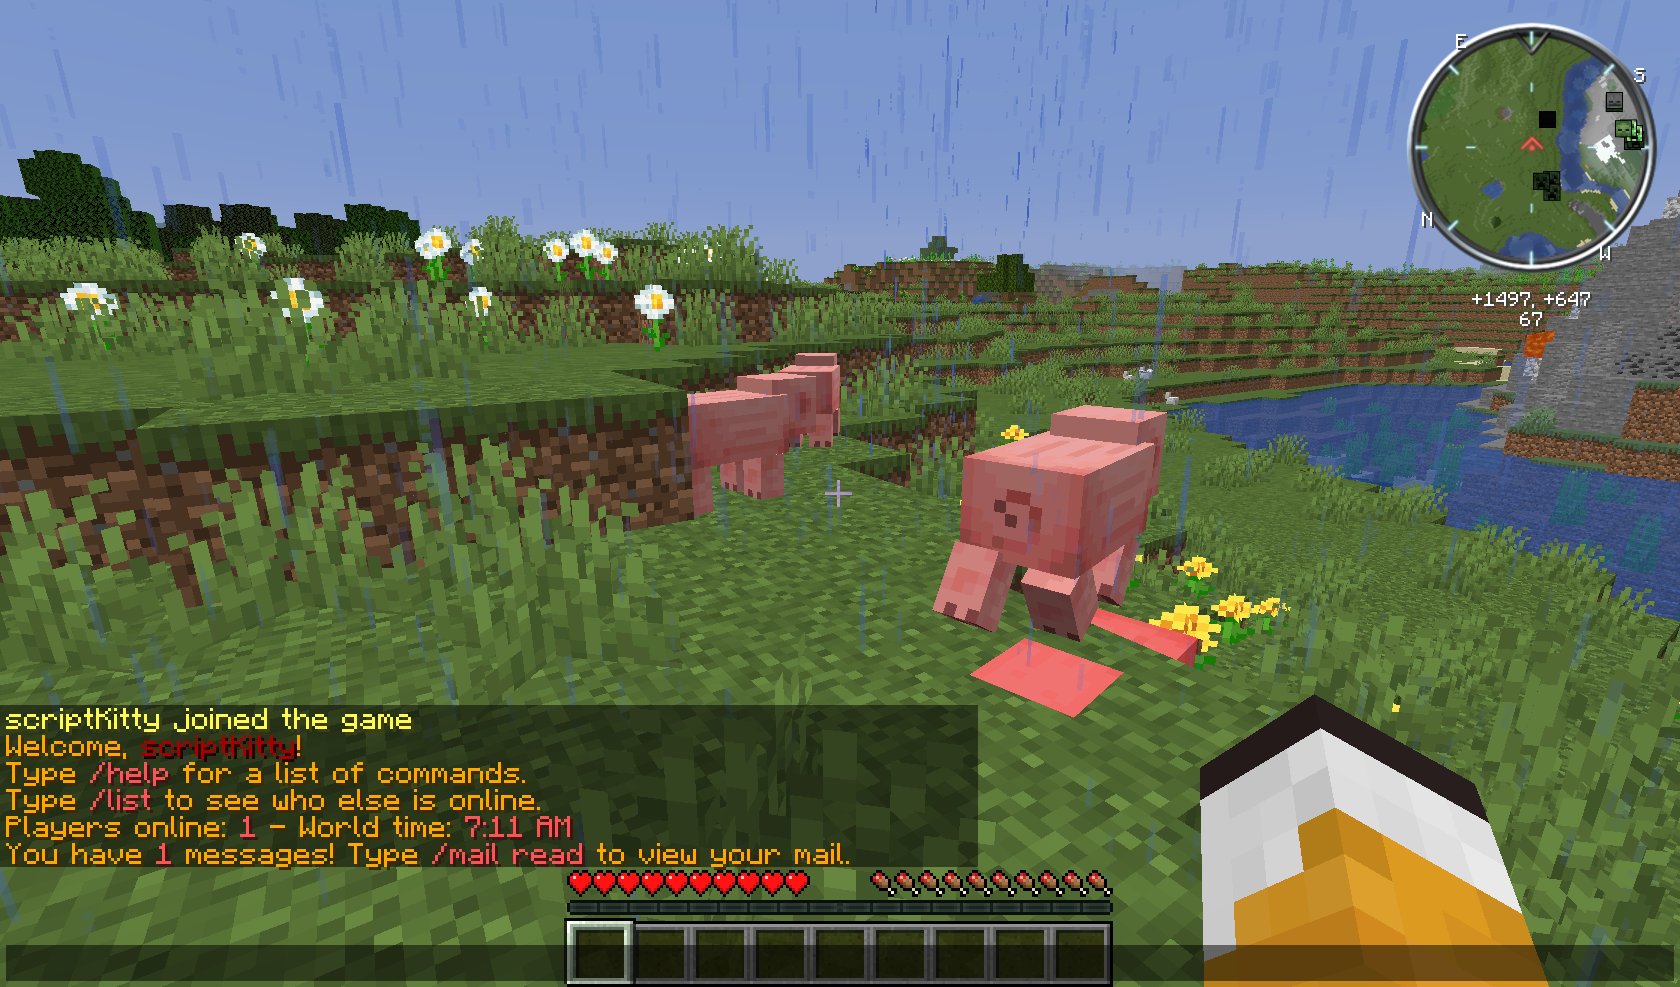 E
S
N
W
+1497, +647
67
scriptKitty joined the game
Welcome, scriptKitty!
Type /help for a list of commands.
Type /list to see who else is online.
Players online: 1 - World time: 7:11 AM
You have 1 messages! Type /mail read to view your mail.